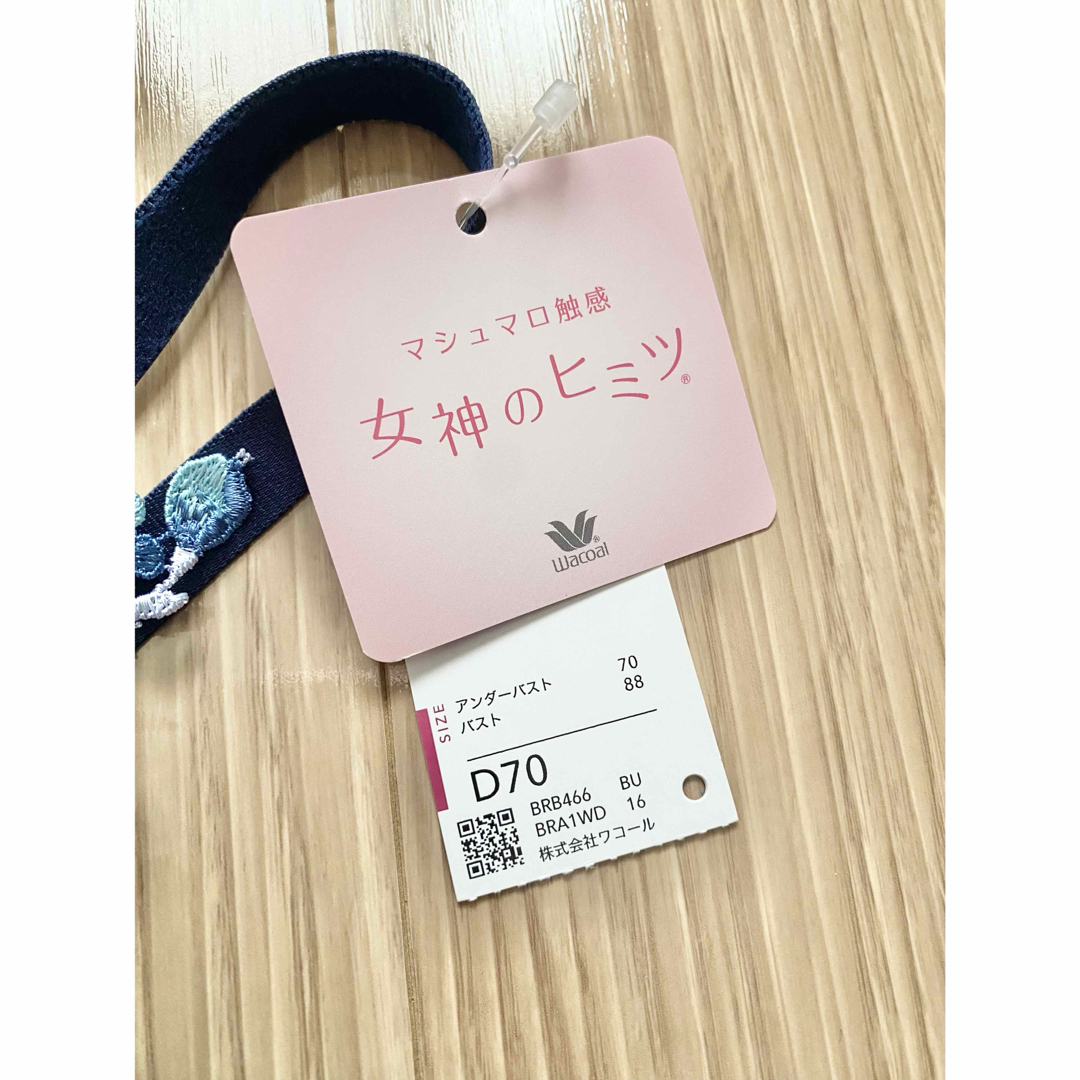 マシュマロ触感
女神のヒミツ®
Wacoal®
SIZE
アンダーバスト 70
バスト 88
D70
BRB466 BU
BRA1WD 16
株式会社ワコール